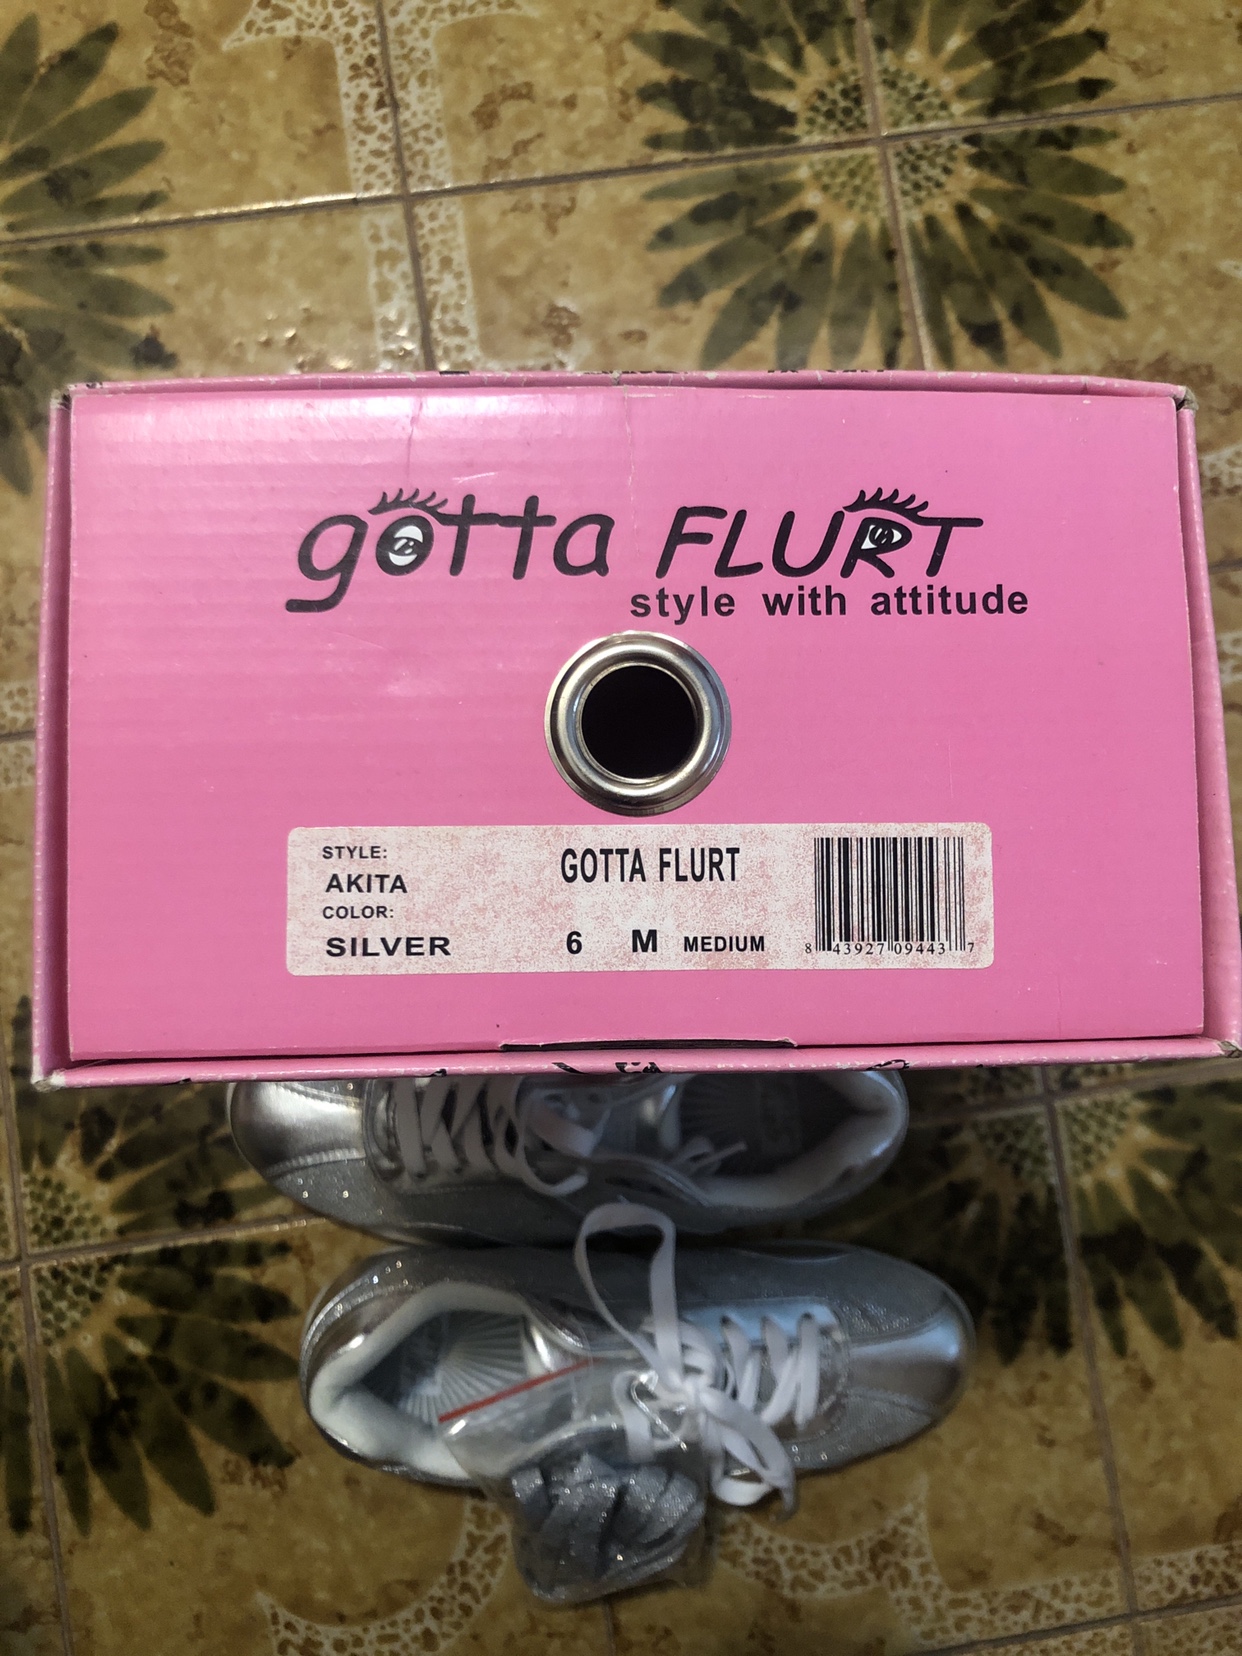 gotta FLURT
style with attitude
STYLE:
AKITA
COLOR:
SILVER
GOTTA FLURT
6 M MEDIUM
8 43927 09443 7